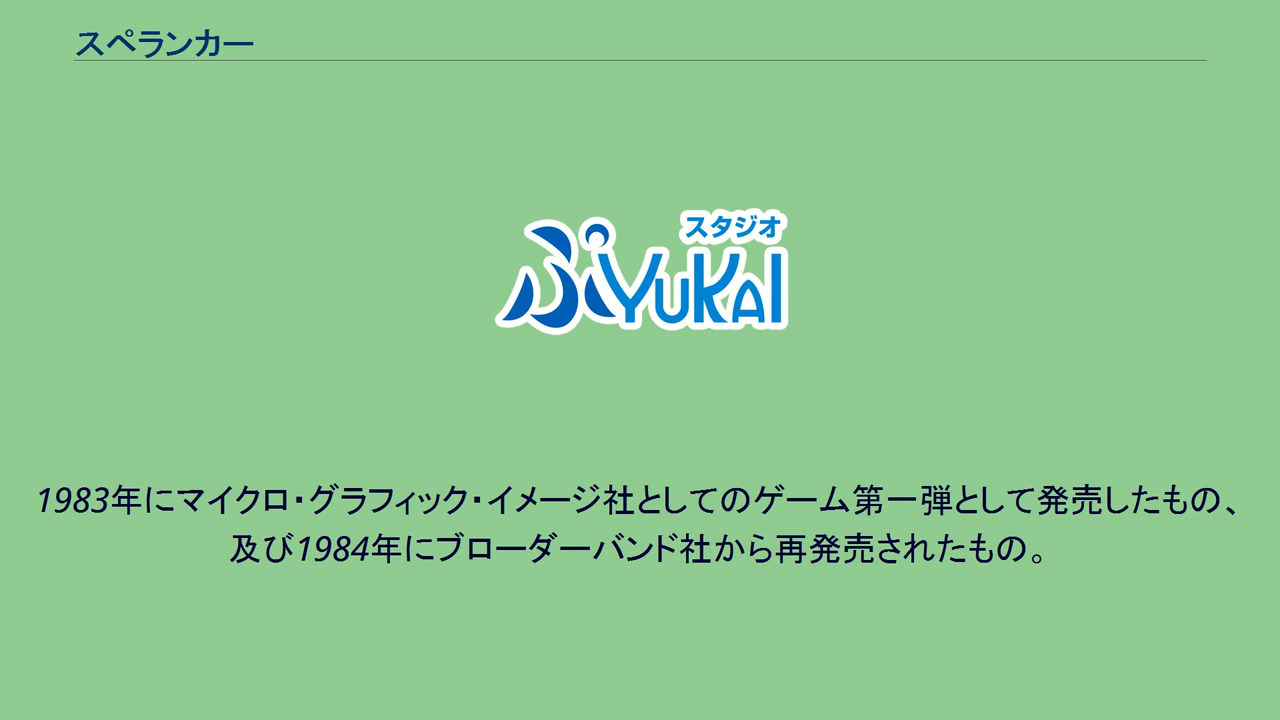 スペランカー
スタジオ
ぷYUKAI
1983年にマイクロ・グラフィック・イメージ社としてのゲーム第一弾として発売したもの、
及び1984年にブローダーバンド社から再発売されたもの。